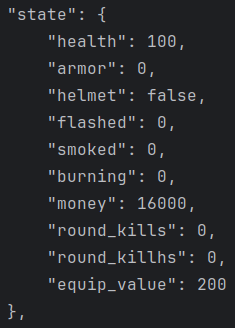 "state": {
    "health": 100,
    "armor": 0,
    "helmet": false,
    "flashed": 0,
    "smoked": 0,
    "burning": 0,
    "money": 16000,
    "round_kills": 0,
    "round_killhs": 0,
    "equip_value": 200
},